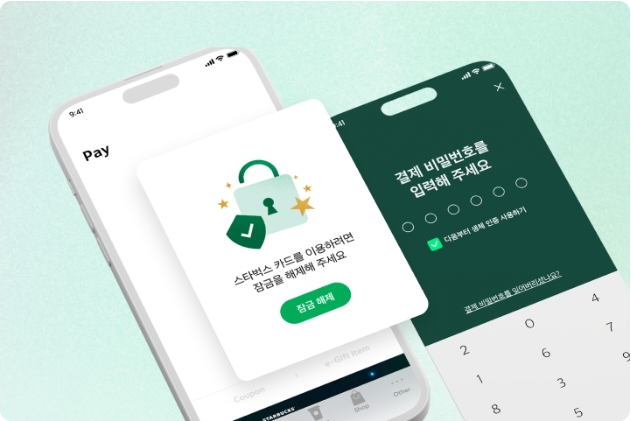 9:41
Pay
스타벅스 카드를 이용하려면
잠금을 해제해 주세요
잠금 해제
Coupon
e-Gift Item
STARBUCKS
Shop
Other
:41
결제 비밀번호를
입력해 주세요
다음부터 생체 인증 사용하기
결제 비밀번호를 잊어버리셨나요?
2 0 4
1 6 7
8 3 9
5